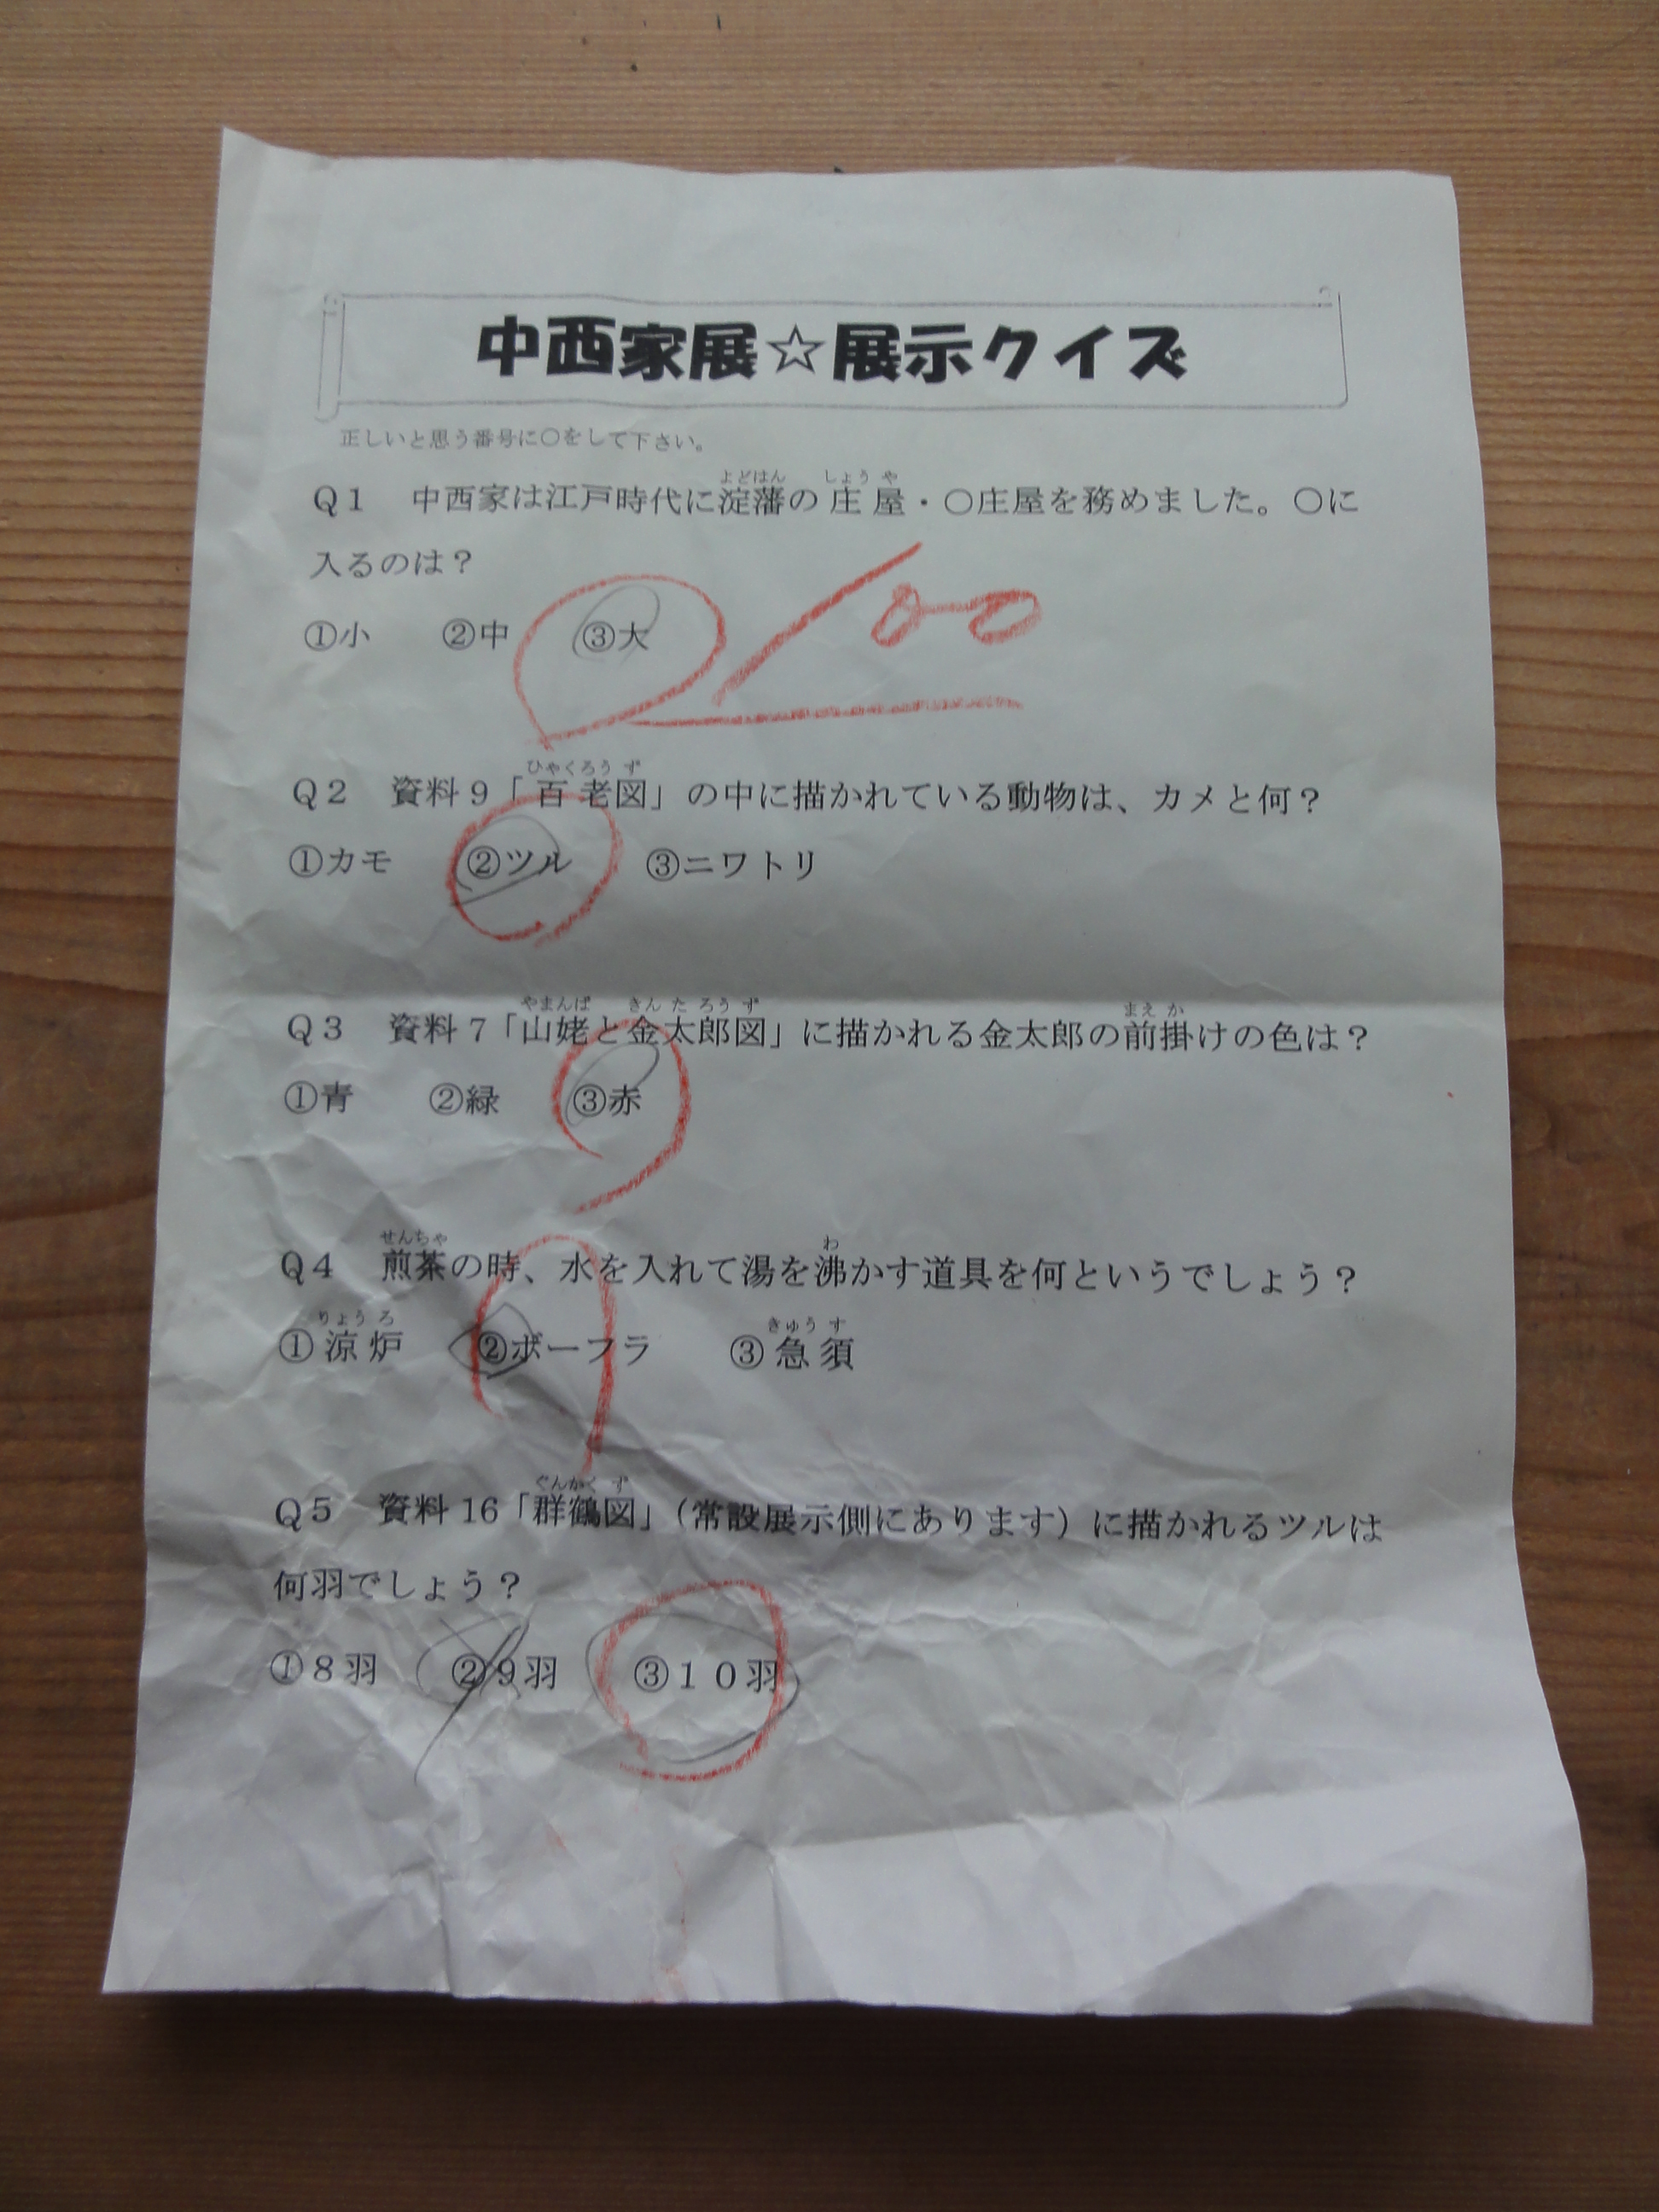 中西家展☆展示クイズ
正しいと思う番号に○をして下さい。
Q1　中西家は江戸時代に淀藩の庄屋・○庄屋を務めました。○に
入るのは？
①小　②中　③大
100
Q2　資料9「百老図」の中に描かれている動物は、カメと何？
①カモ　②ツル　③ニワトリ
Q3　資料7「山姥と金太郎図」に描かれる金太郎の前掛けの色は？
①青　②緑　③赤
Q4　煎茶の時、水を入れて湯を沸かす道具を何というでしょう？
①涼炉　②ボーフラ　③急須
Q5　資料16「群鶴図」（常設展示側にあります）に描かれるツルは
何羽でしょう？
①8羽　②9羽　③10羽